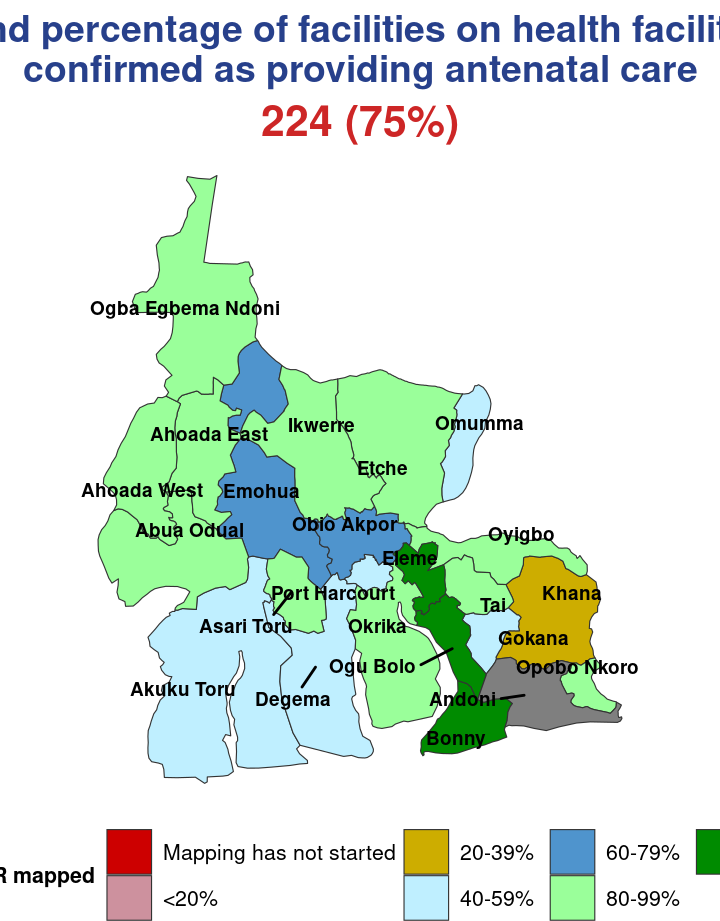 percentage of facilities on health
confirmed as providing antenatal care
224 (75%)
Ogba Egbema Ndoni
Ahoada East
Ikwerre
Omumma
Etche
Ahoada West
Emohua
Abua Odual
Obio Akpor
Oyigbo
Eleme
Port Harcourt
Khana
Tai
Asari Toru
Okrika
Gokana
Ogu Bolo
Opobo Nkoro
Akuku Toru
Degema
Andoni
Bonny
Mapping has not started
20-39%
60-79%
mapped
<20%
40-59%
80-99%